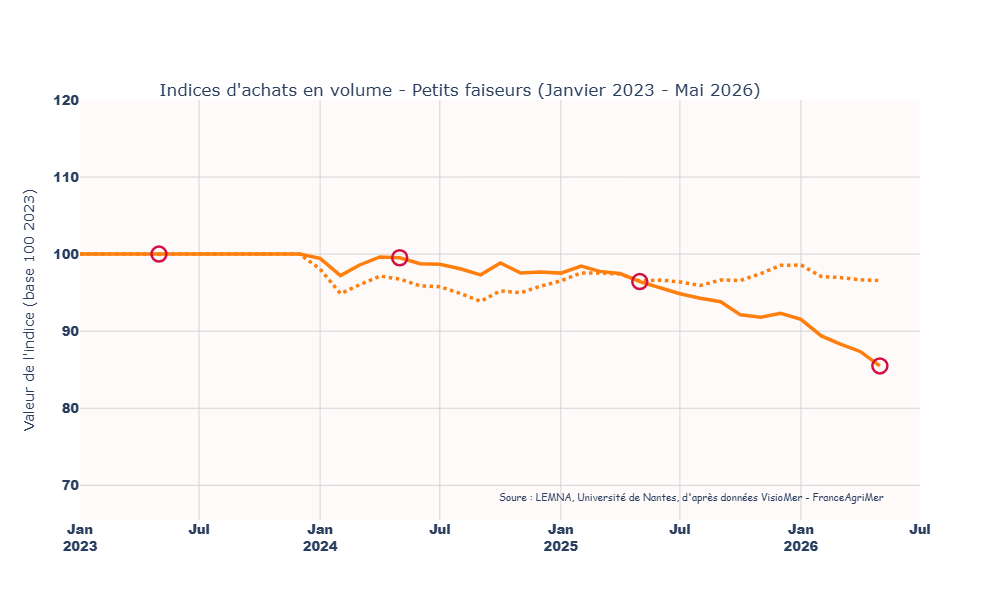 Indices d'achats en volume - Petits faiseurs (Janvier 2023 - Mai 2026)
Valeur de l'indice (base 100 2023)
120
110
100
90
80
70
Soure : LEMNA, Université de Nantes, d'après données VisioMer - FranceAgriMer
Jan
2023
Jul
Jan
2024
Jul
Jan
2025
Jul
Jan
2026
Jul